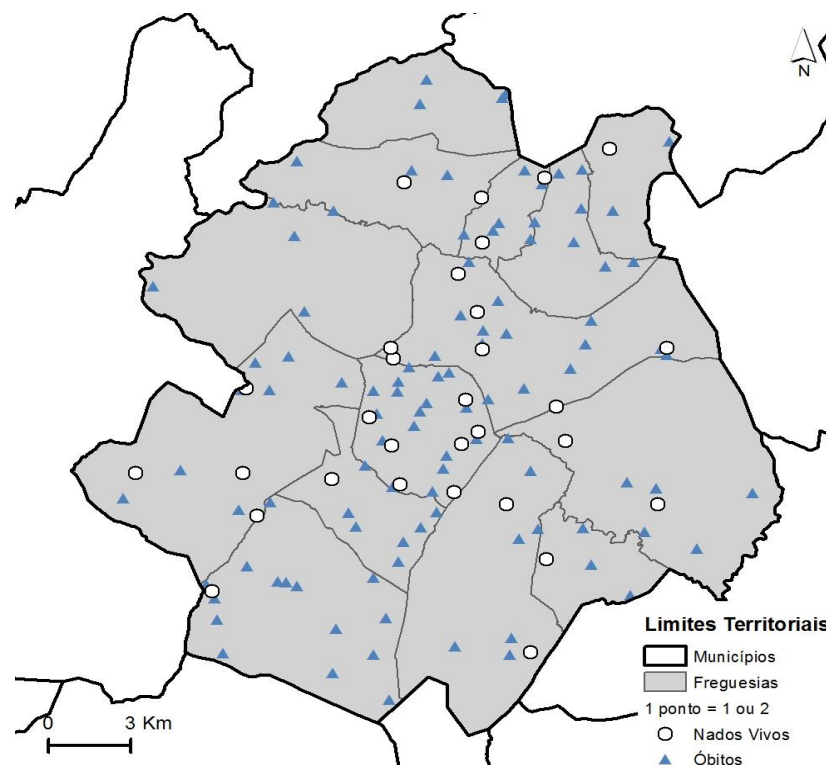 N
Limites Territoriais
Municípios
Freguesias
1 ponto = 1 ou 2
Nados Vivos
Óbitos
0 3 Km